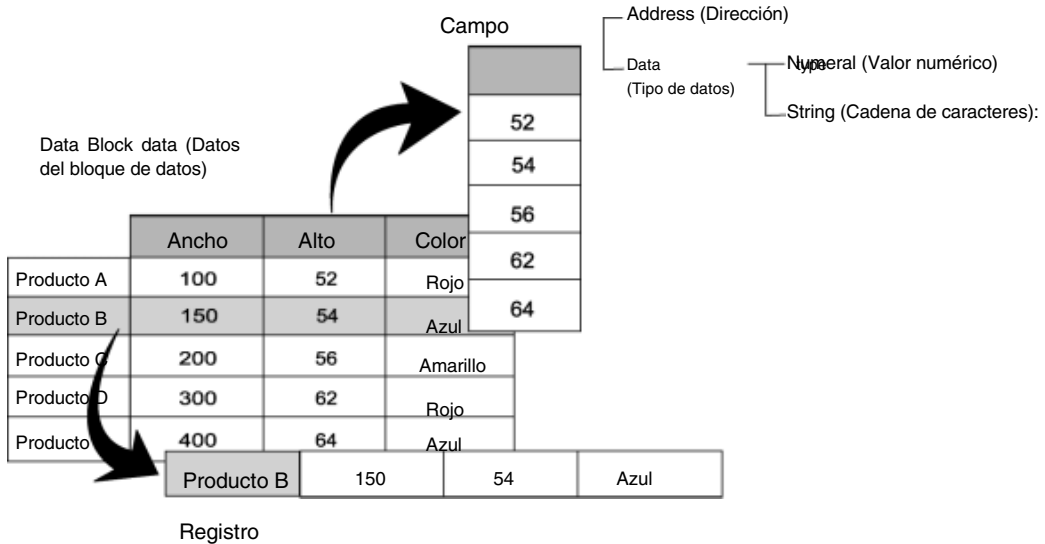 Campo
Address (Dirección)
Data type
(Tipo de datos)
Numeral (Valor numérico)
String (Cadena de caracteres):
52
54
56
62
64
Data Block data (Datos
del bloque de datos)
Ancho Alto Color
Producto A 100 52 Rojo
Producto B 150 54 Azul
Producto C 200 56 Amarillo
Producto D 300 62 Rojo
Producto 400 64 Azul
Producto B 150 54 Azul
Registro